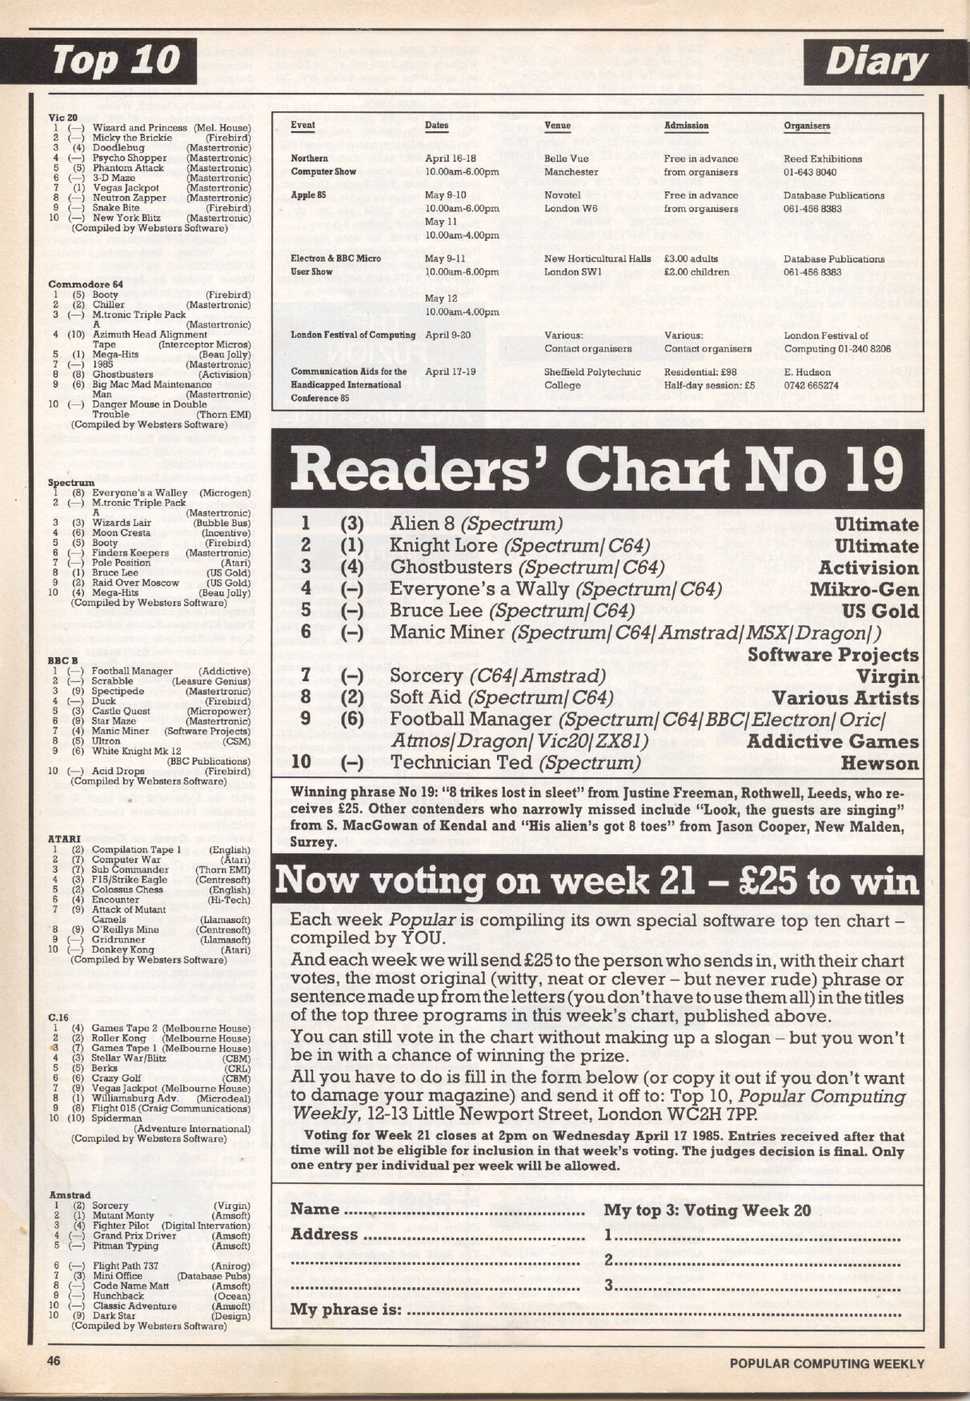 Top 10
Diary
Vic 20
1 (—) Wizard and Princess (Mel. House)
2 (—) Micky the Brickie (Firebird)
3 (4) Doodlebug (Mastertronic)
4 (—) Psycho Shopper (Mastertronic)
5 (5) Phantom Attack (Mastertronic)
6 (—) 3-D Maze (Mastertronic)
7 (1) Vegas Jackpot (Mastertronic)
8 (—) Neutron Zapper (Mastertronic)
9 (—) Snake Bite (Firebird)
10 (—) New York Blitz (Mastertronic)
(Compiled by Websters Software)
Commodore 64
1 (5) Booty (Firebird)
2 (2) Chiller (Mastertronic)
3 (—) M.tronic Triple Pack
A (Mastertronic)
4 (10) Azimuth Head Alignment
Tape (Interceptor Micros)
5 (1) Mega-Hits (Beau Jolly)
7 (—) 1985 (Mastertronic)
8 (8) Ghostbusters (Activision)
9 (6) Big Mac Mad Maintenance
Man (Mastertronic)
10 (—) Danger Mouse in Double
Trouble (Thorn EMI)
(Compiled by Websters Software)
Spectrum
1 (8) Everyone's a Walley (Microgen)
2 (—) M.tronic Triple Pack
A (Mastertronic)
3 (3) Wizards Lair (Bubble Bus)
4 (6) Moon Cresta (Incentive)
5 (5) Booty (Firebird)
6 (—) Finders Keepers (Mastertronic)
7 (—) Pole Position (Atari)
8 (1) Bruce Lee (US Gold)
9 (2) Raid Over Moscow (US Gold)
10 (4) Mega-Hits (Beau Jolly)
(Compiled by Websters Software)
BBC B
1 (—) Football Manager (Addictive)
2 (—) Scrabble (Leasure Genius)
3 (9) Spectipede (Mastertronic)
4 (—) Duck (Firebird)
5 (3) Castle Quest (Micropower)
6 (9) Star Maze (Mastertronic)
7 (4) Manic Miner (Software Projects)
8 (5) Ultron (CSM)
9 (6) White Knight Mk 12
(BBC Publications)
10 (—) Acid Drops (Firebird)
(Compiled by Websters Software)
ATARI
1 (2) Compilation Tape 1 (English)
2 (7) Computer War (Atari)
3 (7) Sub Commander (Thorn EMI)
4 (3) F15/Strike Eagle (Centresoft)
5 (2) Colossus Chess (English)
6 (4) Encounter (Hi-Tech)
7 (9) Attack of Mutant
Camels (Llamasoft)
8 (9) O'Reillys Mine (Centresoft)
9 (—) Gridrunner (Llamasoft)
10 (—) Donkey Kong (Atari)
(Compiled by Websters Software)
C.16
1 (4) Games Tape 2 (Melbourne House)
2 (2) Roller Kong (Melbourne House)
3 (7) Games Tape 1 (Melbourne House)
4 (3) Stellar War/Blitz (CBM)
5 (5) Berks (CRL)
6 (6) Crazy Golf (CBM)
7 (9) Vegas Jackpot (Melbourne House)
8 (1) Williamsburg Adv. (Microdeal)
9 (8) Flight 015 (Craig Communications)
10 (10) Spiderman
(Adventure International)
(Compiled by Websters Software)
Amstrad
1 (2) Sorcery (Virgin)
2 (1) Mutant Monty (Amsoft)
3 (4) Fighter Pilot (Digital Intervation)
4 (—) Grand Prix Driver (Amsoft)
5 (—) Pitman Typing (Amsoft)
6 (—) Flight Path 737 (Anirog)
7 (3) Mini Office (Database Pubs)
8 (—) Code Name Matt (Amsoft)
9 (—) Hunchback (Ocean)
10 (—) Classic Adventure (Amsoft)
10 (9) Dark Star (Design)
(Compiled by Websters Software)
Event Dates Venue Admission Organisers
Northern April 16-18 Belle Vue Free in advance Reed Exhibitions
Computer Show 10.00am-6.00pm Manchester from organisers 01-643 8040
Apple 85 May 9-10 Novotel Free in advance Database Publications
10.00am-6.00pm London W6 from organisers 061-456 8383
May 11
10.00am-4.00pm
Electron & BBC Micro May 9-11 New Horticultural Halls £3.00 adults Database Publications
User Show 10.00am-6.00pm London SW1 £2.00 children 061-456 8383
May 12
10.00am-4.00pm
London Festival of Computing April 9-20 Various: Various: London Festival of
Contact organisers Contact organisers Computing 01-240 8206
Communication Aids for the April 17-19 Sheffield Polytechnic Residential: £98 E. Hudson
Handicapped International College Half-day session: £5 0742 665274
Conference 85
Readers' Chart No 19
1 (3) Alien 8 (Spectrum) Ultimate
2 (1) Knight Lore (Spectrum/C64) Ultimate
3 (4) Ghostbusters (Spectrum/C64) Activision
4 (–) Everyone's a Wally (Spectrum/C64) Mikro-Gen
5 (–) Bruce Lee (Spectrum/C64) US Gold
6 (–) Manic Miner (Spectrum/C64/Amstrad/MSX/Dragon/)
Software Projects
7 (–) Sorcery (C64/Amstrad) Virgin
8 (2) Soft Aid (Spectrum/C64) Various Artists
9 (6) Football Manager (Spectrum/C64/BBC/Electron/Oric/
Atmos/Dragon/Vic20/ZX81) Addictive Games
10 (–) Technician Ted (Spectrum) Hewson
Winning phrase No 19: "8 trikes lost in sleet" from Justine Freeman, Rothwell, Leeds, who re-
ceives £25. Other contenders who narrowly missed include "Look, the guests are singing"
from S. MacGowan of Kendal and "His alien's got 8 toes" from Jason Cooper, New Malden,
Surrey.
Now voting on week 21 – £25 to win
Each week Popular is compiling its own special software top ten chart –
compiled by YOU.
And each week we will send £25 to the person who sends in, with their chart
votes, the most original (witty, neat or clever – but never rude) phrase or
sentence made up from the letters (you don't have to use them all) in the titles
of the top three programs in this week's chart, published above.
You can still vote in the chart without making up a slogan – but you won't
be in with a chance of winning the prize.
All you have to do is fill in the form below (or copy it out if you don't want
to damage your magazine) and send it off to: Top 10, Popular Computing
Weekly, 12-13 Little Newport Street, London WC2H 7PP.
Voting for Week 21 closes at 2pm on Wednesday April 17 1985. Entries received after that
time will not be eligible for inclusion in that week's voting. The judges decision is final. Only
one entry per individual per week will be allowed.
Name ........ My top 3: Voting Week 20
Address ........ 1........
........ 2........
........ 3........
My phrase is: ........
46
POPULAR COMPUTING WEEKLY